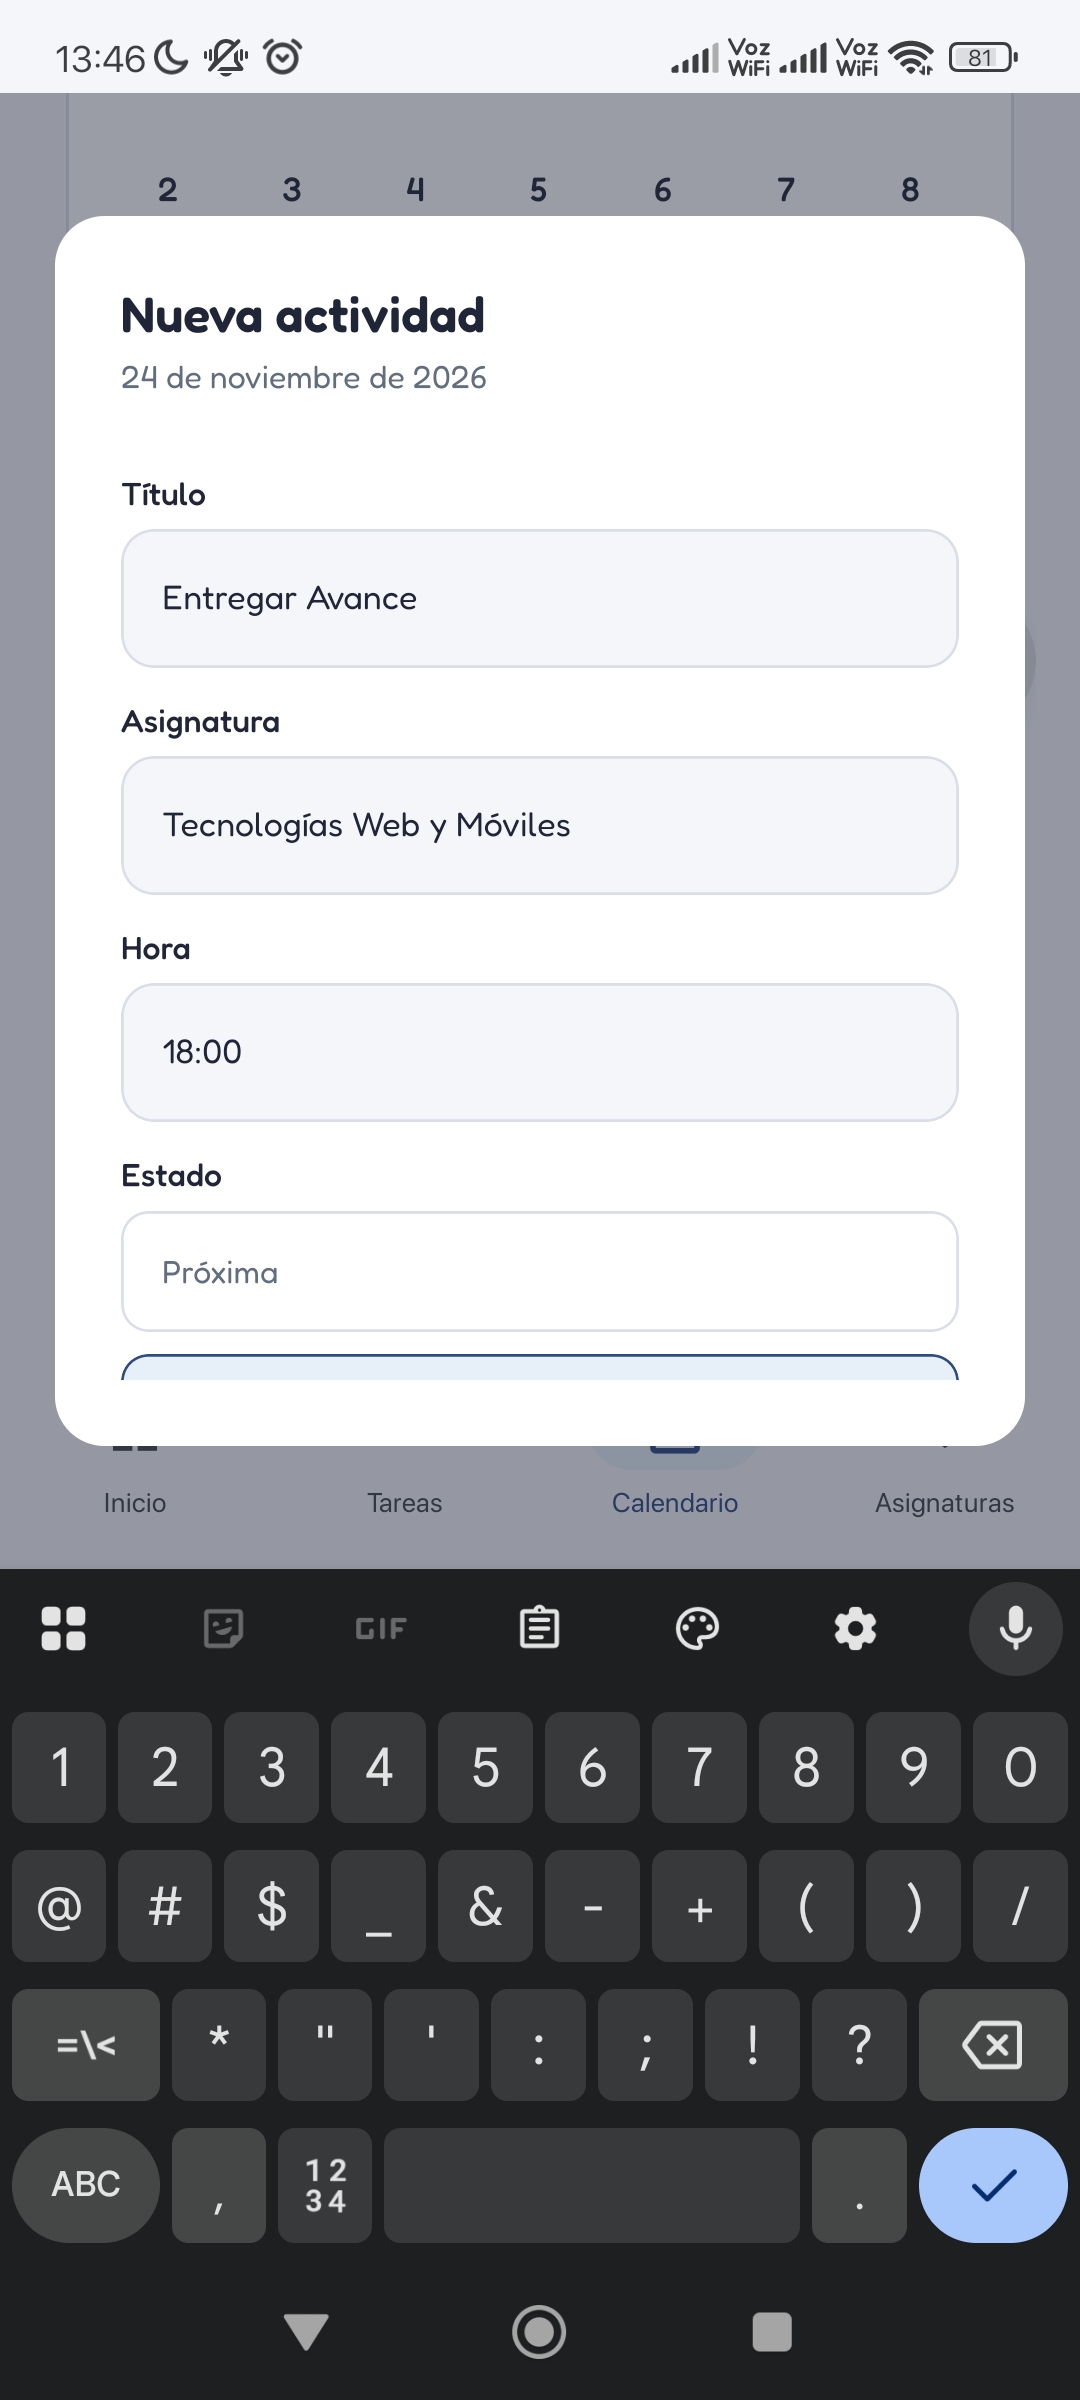 13:46
Voz WiFi
Voz WiFi
81
2 3 4 5 6 7 8
Nueva actividad
24 de noviembre de 2026
Título
Entregar Avance
Asignatura
Tecnologías Web y Móviles
Hora
18:00
Estado
Próxima
Inicio Tareas Calendario Asignaturas
GIF
1 2 3 4 5 6 7 8 9 0
@ # $ _ & - + ( ) /
=\< * " ' : ; ! ?
ABC , 1 2 3 4 .